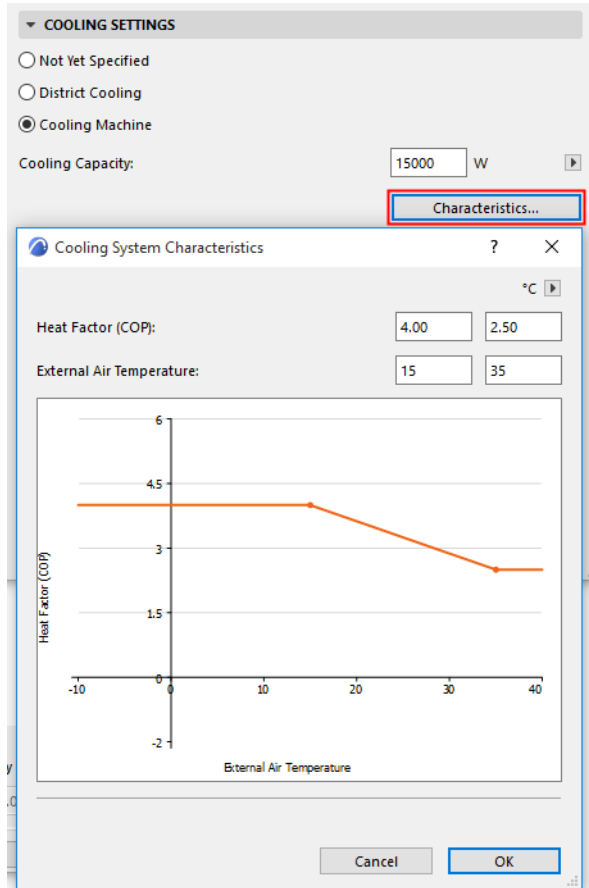 COOLING SETTINGS
Not Yet Specified
District Cooling
Cooling Machine
Cooling Capacity: 15000 W
Characteristics...
Cooling System Characteristics ? ×
°C
Heat Factor (COP): 4.00 2.50
External Air Temperature: 15 35
6
4.5
3
1.5
0
-2
Heat Factor (COP)
-10 0 10 20 30 40
External Air Temperature
y
.0
Cancel OK